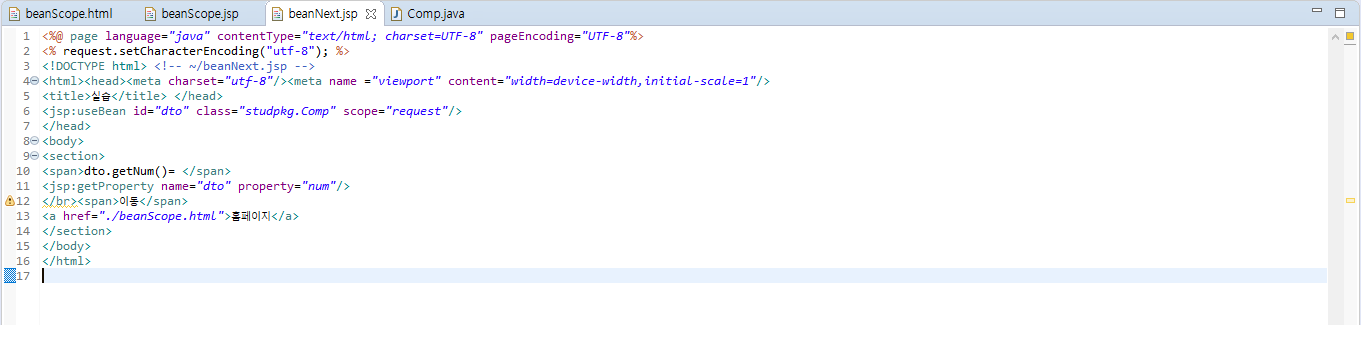 beanScope.html beanScope.jsp beanNext.jsp Comp.java
1 <%@ page language="java" contentType="text/html; charset=UTF-8" pageEncoding="UTF-8"%>
2 <% request.setCharacterEncoding("utf-8"); %>
3 <!DOCTYPE html> <!-- ~/beanNext.jsp -->
4 <html><head><meta charset="utf-8"/><meta name ="viewport" content="width=device-width,initial-scale=1"/>
5 <title>실습</title> </head>
6 <jsp:useBean id="dto" class="studpkg.Comp" scope="request"/>
7 </head>
8 <body>
9 <section>
10 <span>dto.getNum()= </span>
11 <jsp:getProperty name="dto" property="num"/>
12 </br><span>이동</span>
13 <a href="./beanScope.html">홈페이지</a>
14 </section>
15 </body>
16 </html>
17